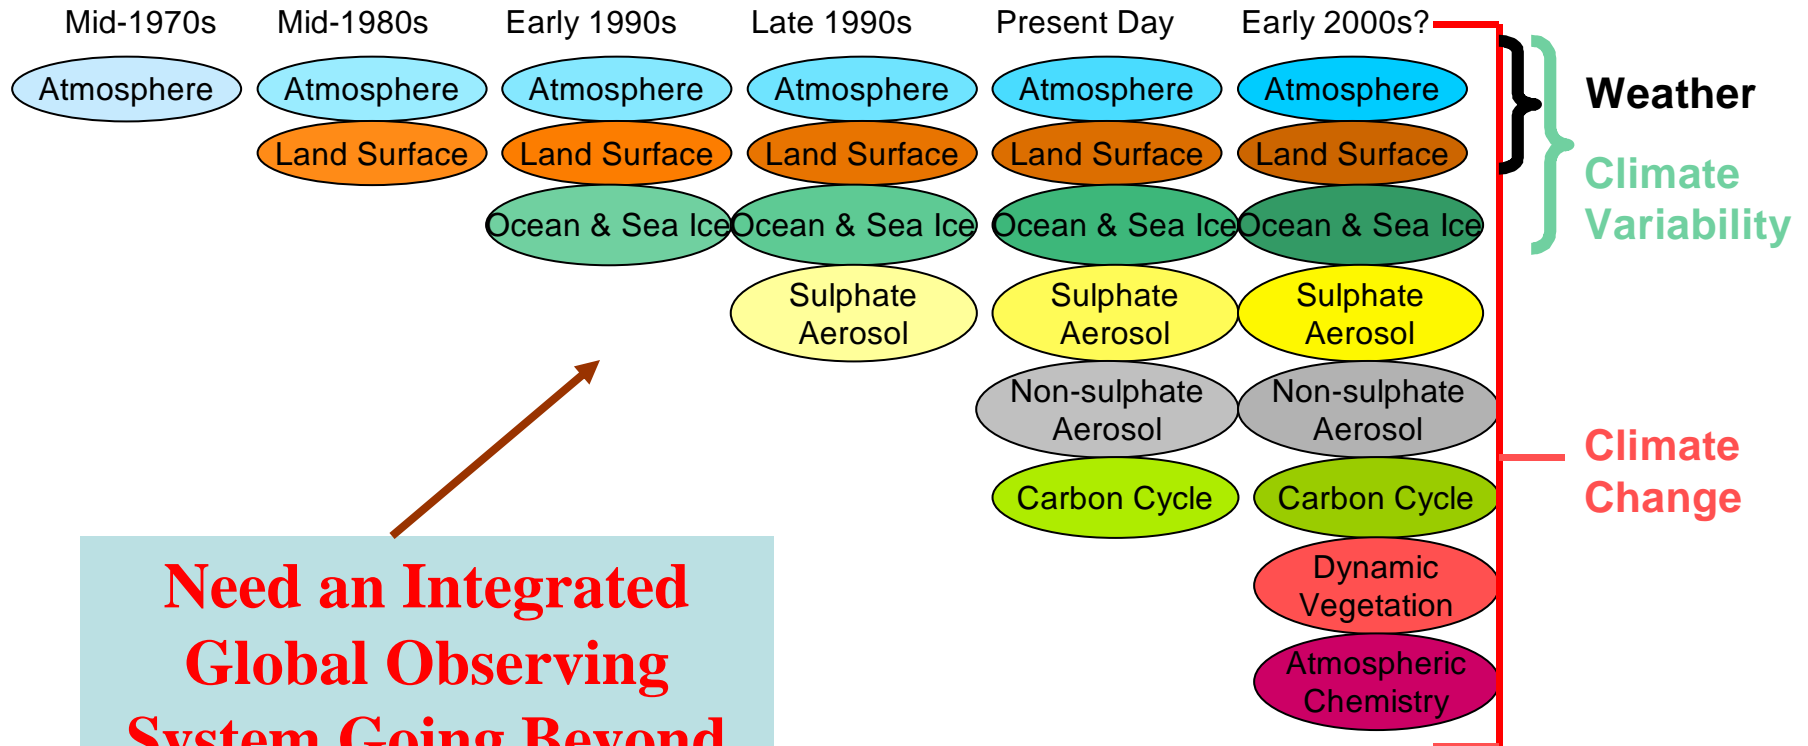 Mid-1970s Mid-1980s Early 1990s Late 1990s Present Day Early 2000s?
Atmosphere Atmosphere Atmosphere Atmosphere Atmosphere Atmosphere
Weather
Land Surface Land Surface Land Surface Land Surface Land Surface
Climate
Variability
Ocean & Sea Ice Ocean & Sea Ice Ocean & Sea Ice Ocean & Sea Ice
Sulphate Sulphate Sulphate
Aerosol Aerosol Aerosol
Non-sulphate Non-sulphate
Aerosol Aerosol
Climate
Change
Carbon Cycle Carbon Cycle
Dynamic
Vegetation
Atmospheric
Chemistry
Need an Integrated
Global Observing
System Going Beyond